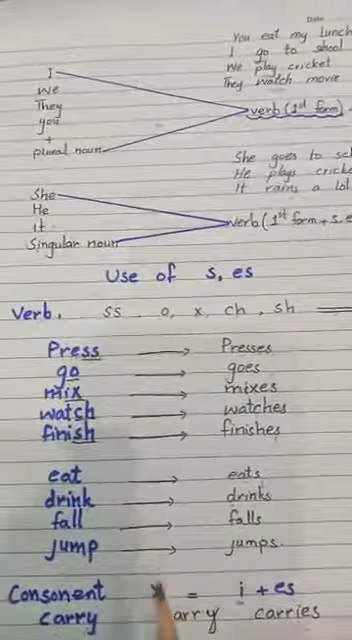 Date
You eat my lunch
I go to shool
We play cricket
They watch movie
I
We
They
you
+
plural noun
verb (1st form)
She goes to
He plays
It rains a lot
She
He
It
Singular noun
verb (1st form + s, es
Use of s, es
Verb. ss, o, x, ch, sh
Press → Presses
go → goes
mix → mixes
watch → watches
finish → finishes
eat → eats
drink → drinks
fall → falls
jump → jumps.
Consonent = i + es
carry arry carries